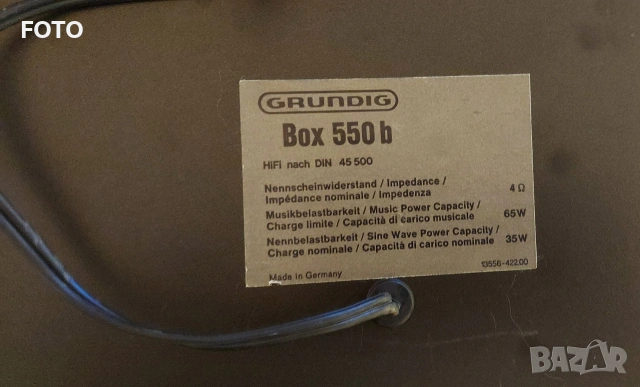 FOTO
GRUNDIG
Box 550 b
HiFi nach DIN 45 500
Nennscheinwiderstand / Impedance /
Impédance nominale / Impedenza 4 Ω
Musikbelastbarkeit / Music Power Capacity /
Charge limite / Capacità di carico musicale 65W
Nennbelastbarkeit / Sine Wave Power Capacity /
Charge nominale / Capacità di carico nominale 35W
13556-422.00
Made in Germany
BAZAR